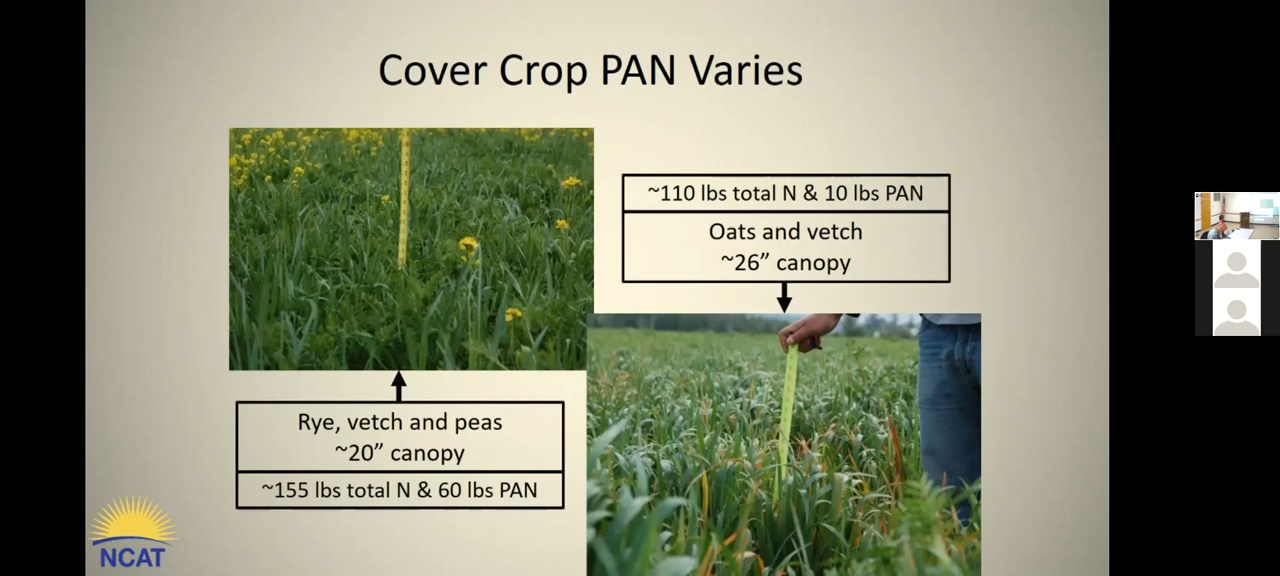 Cover Crop PAN Varies
~110 lbs total N & 10 lbs PAN
Oats and vetch
~26” canopy
Rye, vetch and peas
~20” canopy
~155 lbs total N & 60 lbs PAN
NCAT